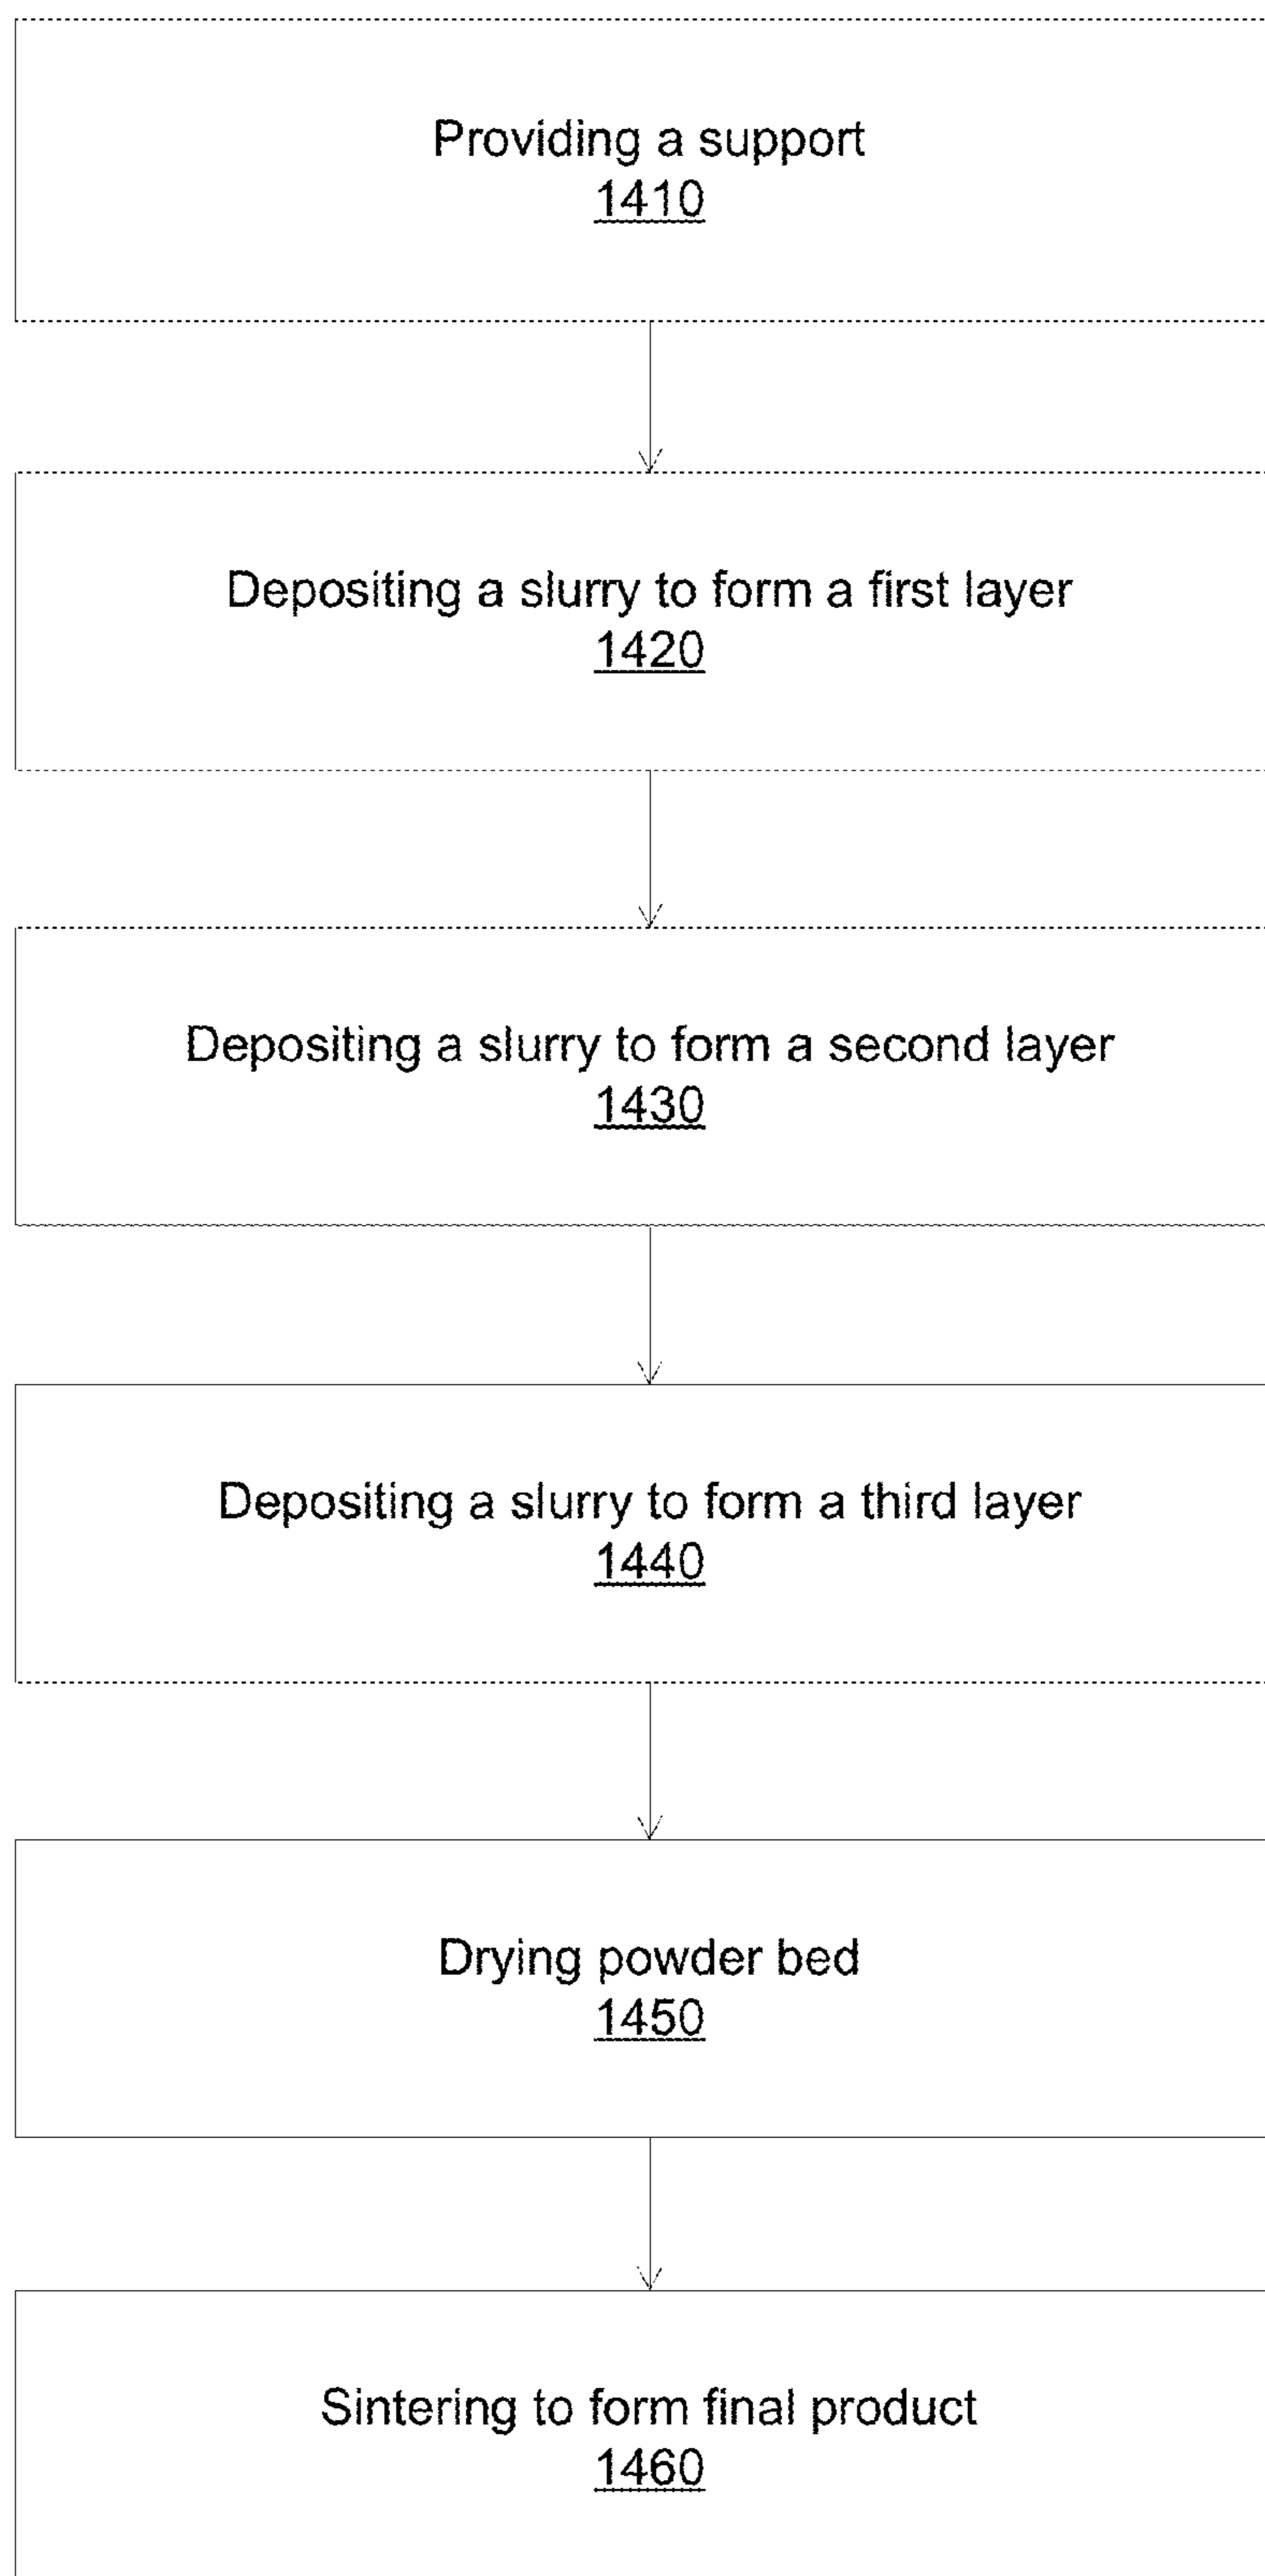 Providing a support
1410
Depositing a slurry to form a first layer
1420
Depositing a slurry to form a second layer
1430
Depositing a slurry to form a third layer
1440
Drying powder bed
1450
Sintering to form final product
1460